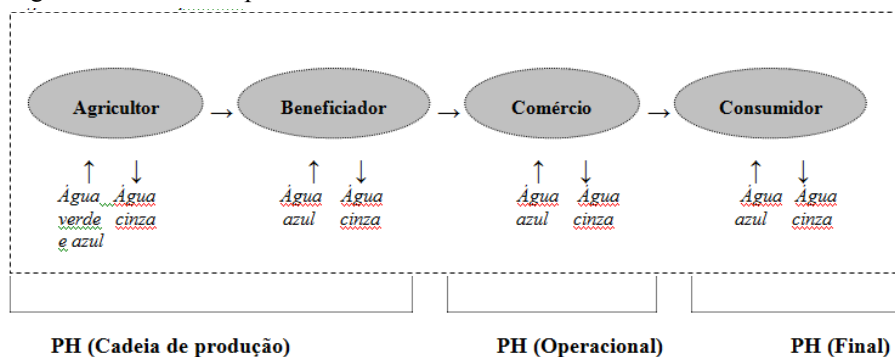 Agricultor → Beneficiador → Comércio → Consumidor
↑ ↓ ↑ ↓ ↑ ↓ ↑ ↓
Água Água Água Água Água Água Água Água
verde cinza azul cinza azul cinza azul cinza
e azul
PH (Cadeia de produção) PH (Operacional) PH (Final)